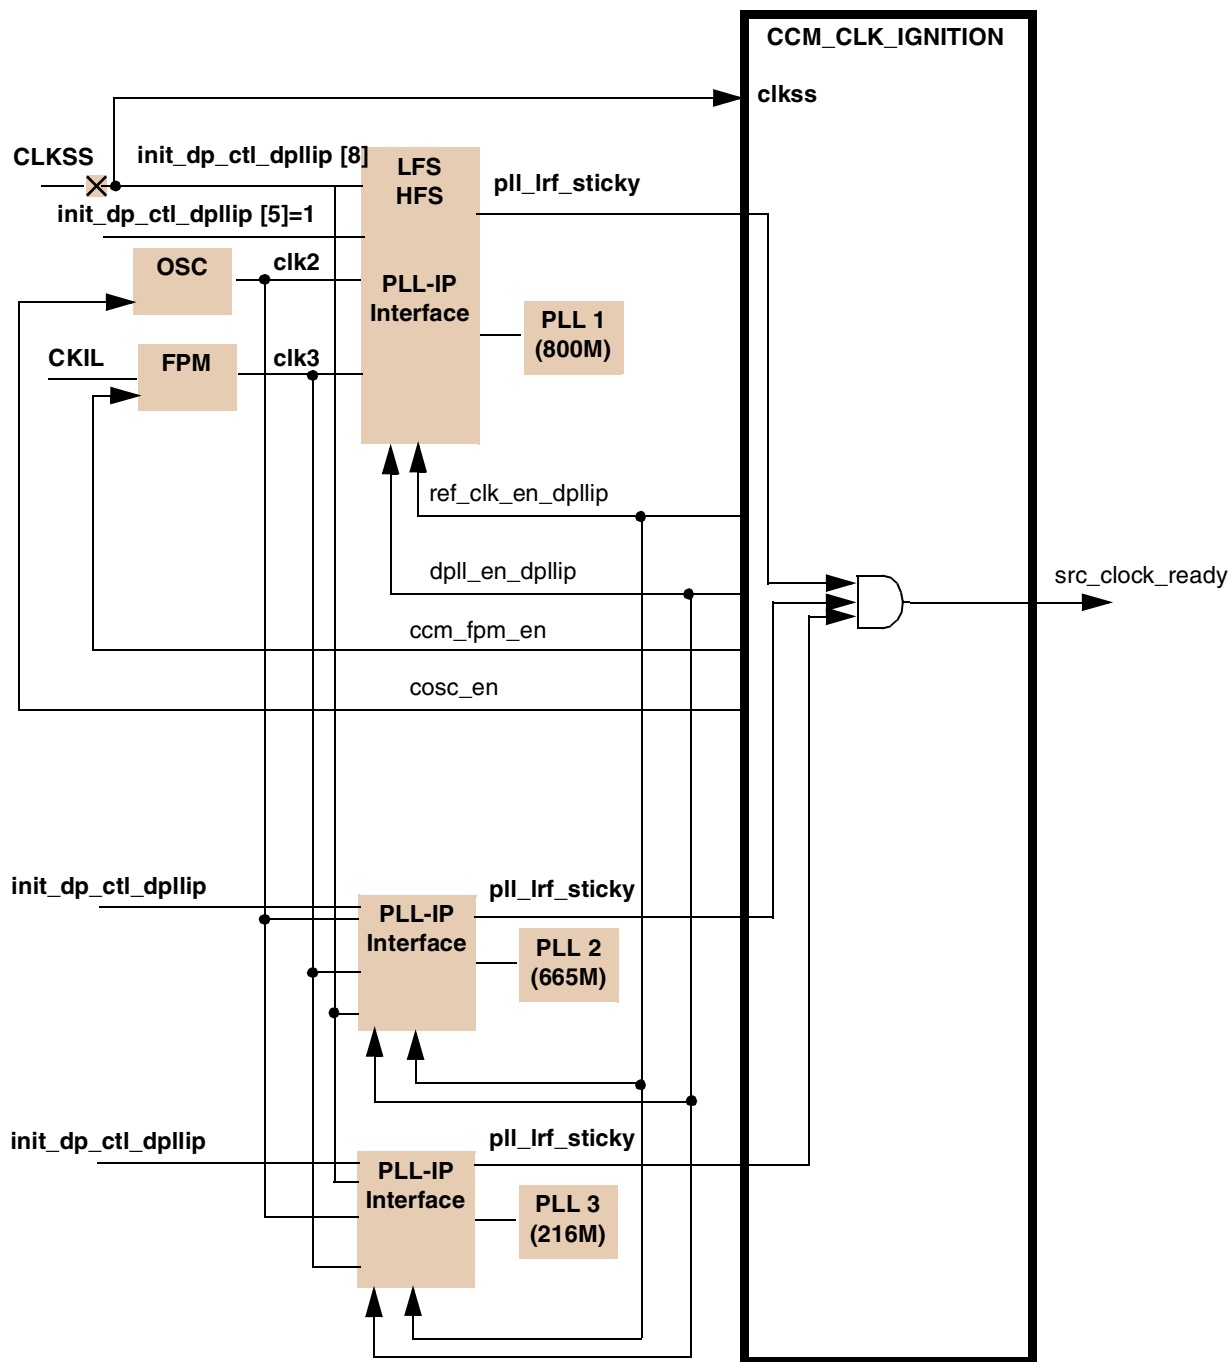 CCM_CLK_IGNITION
clkss
CLKSS
init_dp_ctl_dpllip [8]
LFS
HFS
pll_lrf_sticky
init_dp_ctl_dpllip [5]=1
OSC
clk2
PLL-IP
Interface
PLL 1
(800M)
CKIL
FPM
clk3
ref_clk_en_dpllip
dpll_en_dpllip
src_clock_ready
ccm_fpm_en
cosc_en
init_dp_ctl_dpllip
pll_lrf_sticky
PLL-IP
Interface
PLL 2
(665M)
init_dp_ctl_dpllip
pll_lrf_sticky
PLL-IP
Interface
PLL 3
(216M)